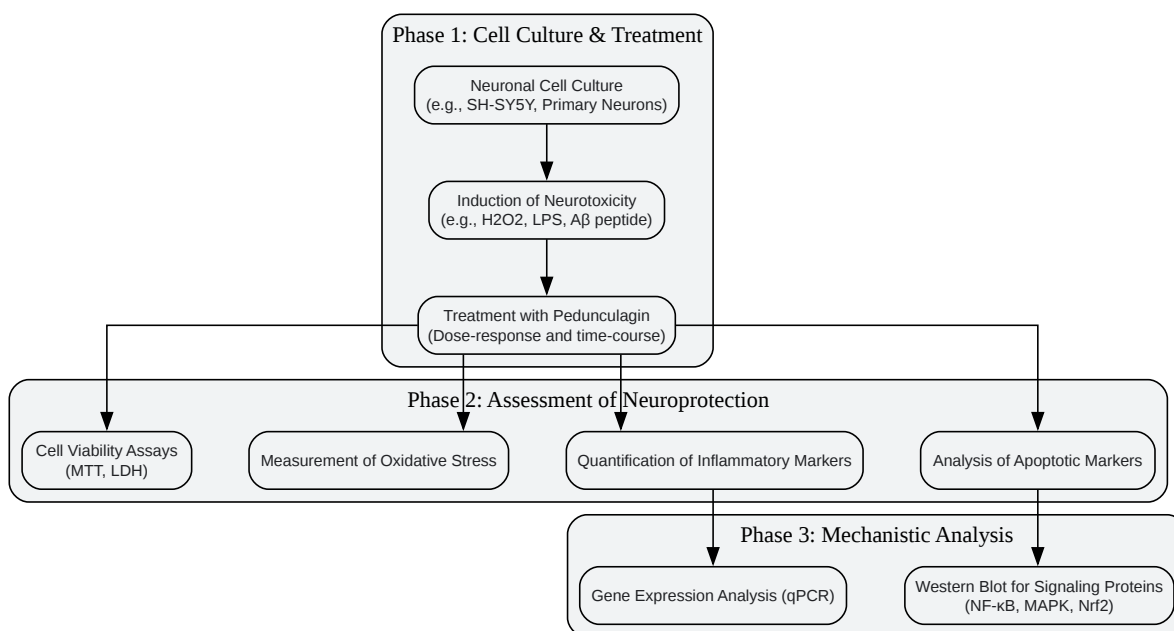 Phase 1: Cell Culture & Treatment
Neuronal Cell Culture
(e.g., SH-SY5Y, Primary Neurons)
Induction of Neurotoxicity
(e.g., H2O2, LPS, Aβ peptide)
Treatment with Pedunculagin
(Dose-response and time-course)
Phase 2: Assessment of Neuroprotection
Cell Viability Assays
(MTT, LDH)
Measurement of Oxidative Stress
Quantification of Inflammatory Markers
Analysis of Apoptotic Markers
Phase 3: Mechanistic Analysis
Gene Expression Analysis (qPCR)
Western Blot for Signaling Proteins
(NF-κB, MAPK, Nrf2)